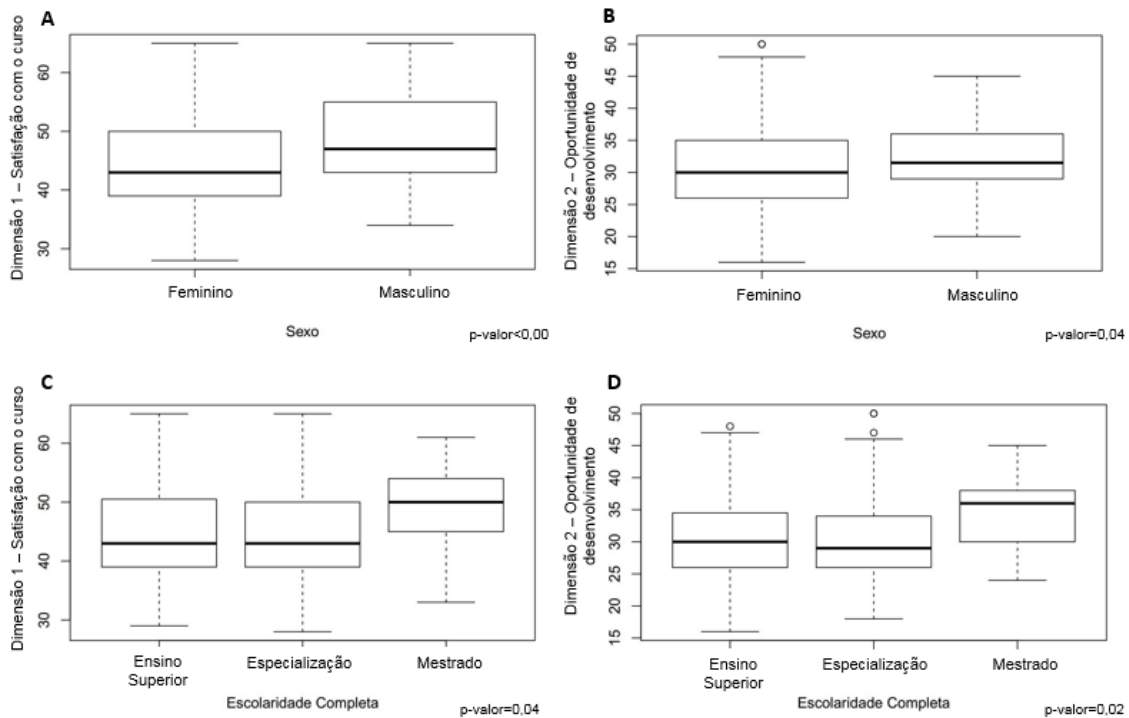 A
Dimensão 1 – Satisfação com o curso
60
50
40
30
Feminino
Masculino
Sexo
p-valor<0,00
B
Dimensão 2 – Oportunidade de
desenvolvimento
50
45
40
35
30
25
20
15
Feminino
Masculino
Sexo
p-valor=0,04
C
Dimensão 1 – Satisfação com o curso
60
50
40
30
Ensino
Superior
Especialização
Mestrado
Escolaridade Completa
p-valor=0,04
D
Dimensão 2 – Oportunidade de
desenvolvimento
50
45
40
35
30
25
20
15
Ensino
Superior
Especialização
Mestrado
Escolaridade Completa
p-valor=0,02